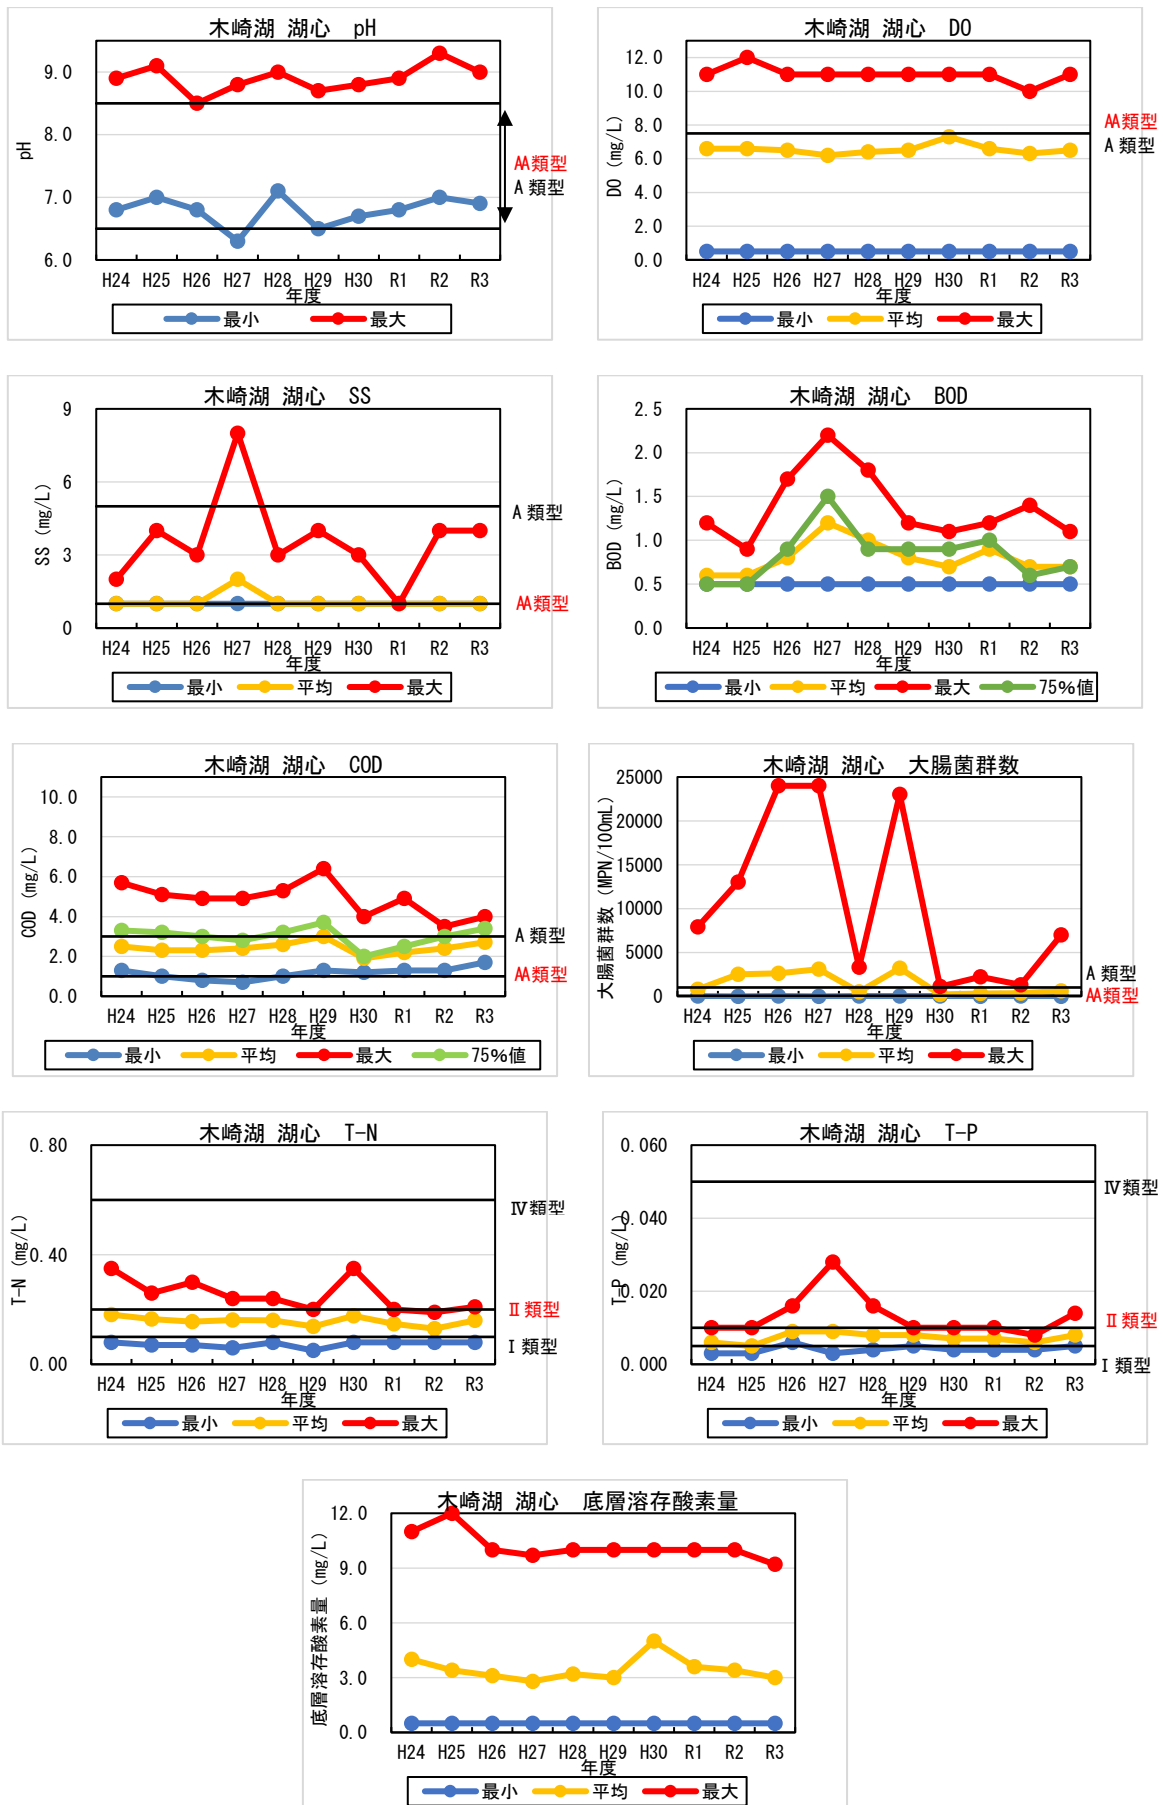 木崎湖 湖心 pH
pH
9.0
8.0
7.0
6.0
AA類型
A 類型
H24 H25 H26 H27 H28 H29 H30 R1 R2 R3
年度
最小 最大
木崎湖 湖心 DO
DO (mg/L)
12.0
10.0
8.0
6.0
4.0
2.0
0.0
AA類型
A 類型
H24 H25 H26 H27 H28 H29 H30 R1 R2 R3
年度
最小 平均 最大
木崎湖 湖心 SS
SS (mg/L)
9
6
3
0
A 類型
AA類型
H24 H25 H26 H27 H28 H29 H30 R1 R2 R3
年度
最小 平均 最大
木崎湖 湖心 BOD
BOD (mg/L)
2.5
2.0
1.5
1.0
0.5
0.0
H24 H25 H26 H27 H28 H29 H30 R1 R2 R3
年度
最小 平均 最大 75%値
木崎湖 湖心 COD
COD (mg/L)
10.0
8.0
6.0
4.0
2.0
0.0
A 類型
AA類型
H24 H25 H26 H27 H28 H29 H30 R1 R2 R3
年度
最小 平均 最大 75%値
木崎湖 湖心 大腸菌群数
大腸菌群数 (MPN/100mL)
25000
20000
15000
10000
5000
0
A 類型
AA類型
H24 H25 H26 H27 H28 H29 H30 R1 R2 R3
年度
最小 平均 最大
木崎湖 湖心 T-N
T-N (mg/L)
0.80
0.40
0.00
Ⅳ類型
Ⅱ類型
Ⅰ類型
H24 H25 H26 H27 H28 H29 H30 R1 R2 R3
年度
最小 平均 最大
木崎湖 湖心 T-P
T-P (mg/L)
0.060
0.040
0.020
0.000
Ⅳ類型
Ⅱ類型
Ⅰ類型
H24 H25 H26 H27 H28 H29 H30 R1 R2 R3
年度
最小 平均 最大
木崎湖 湖心 底層溶存酸素量
底層溶存酸素量 (mg/L)
12.0
9.0
6.0
3.0
0.0
H24 H25 H26 H27 H28 H29 H30 R1 R2 R3
年度
最小 平均 最大